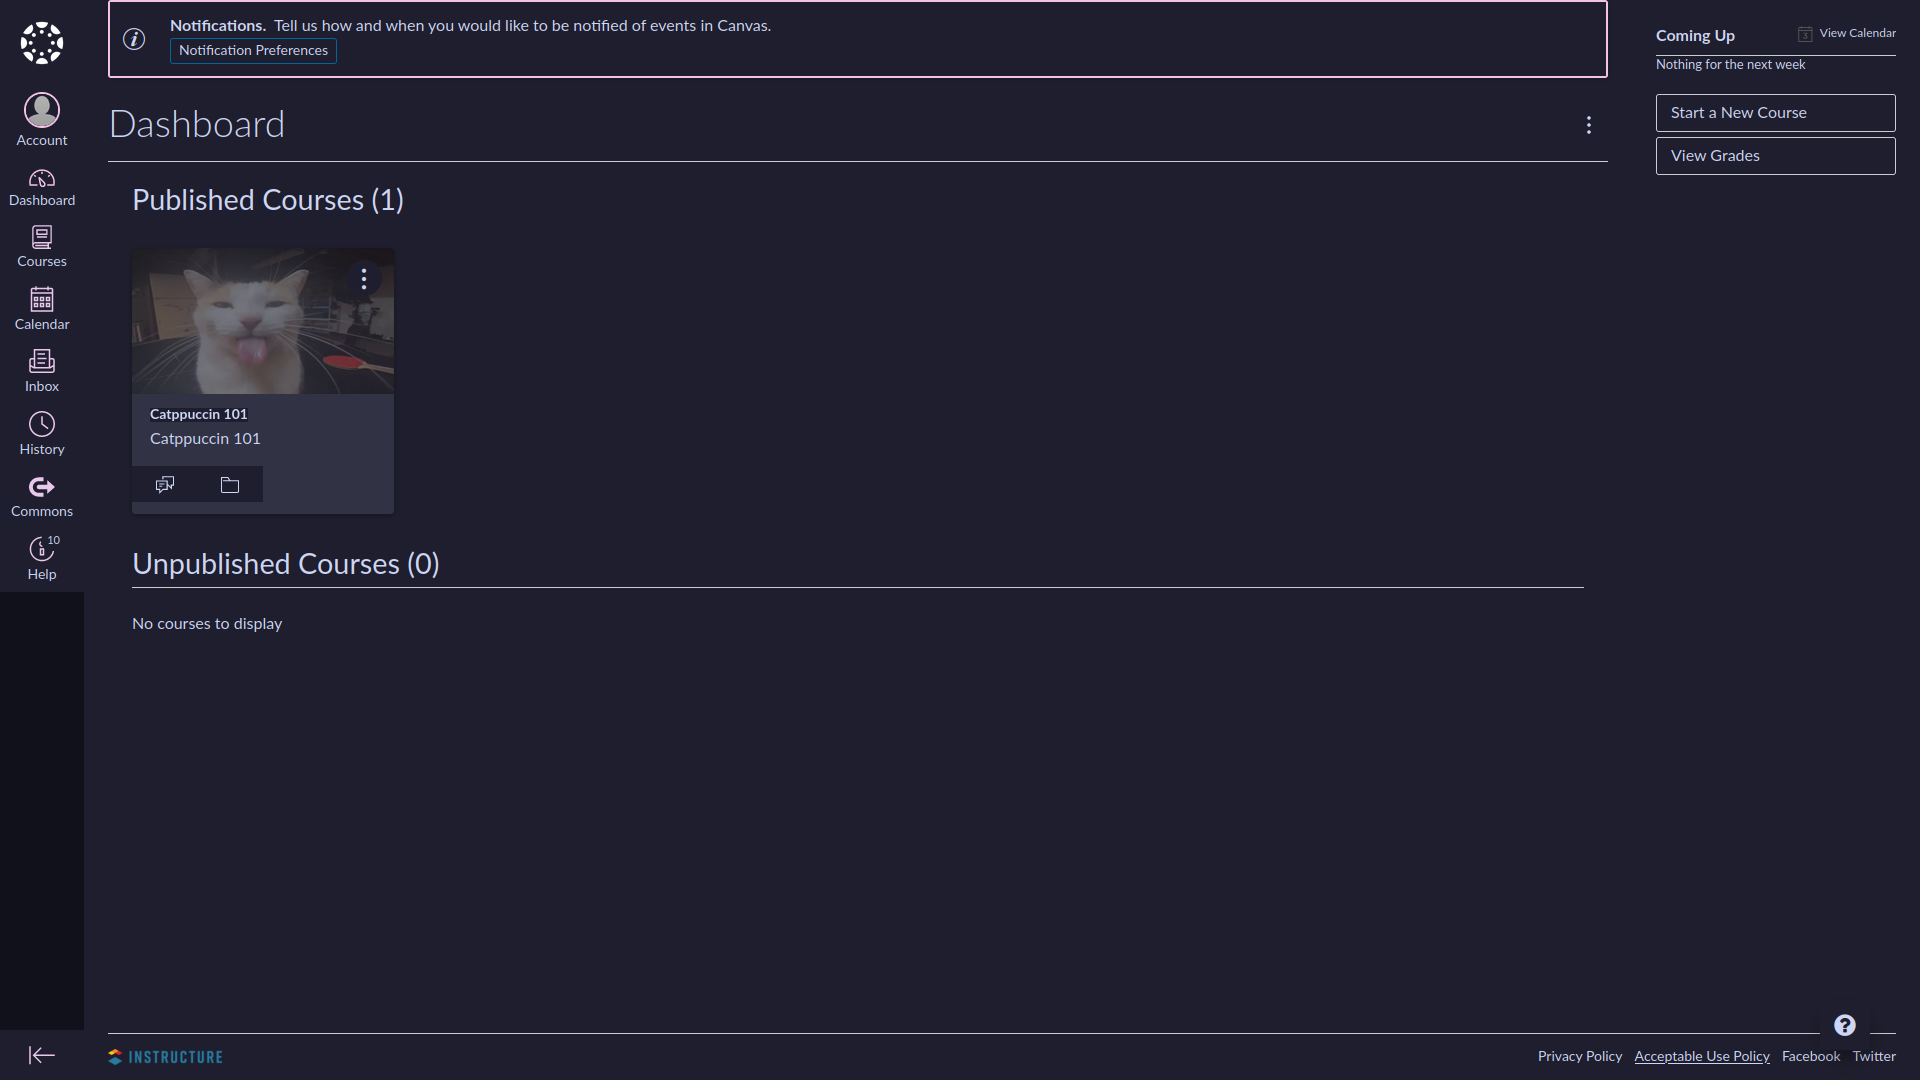 Account
Dashboard
Courses
Calendar
Inbox
History
Commons
10
Help
Notifications. Tell us how and when you would like to be notified of events in Canvas.
Notification Preferences
Dashboard
Published Courses (1)
Catppuccin 101
Catppuccin 101
Unpublished Courses (0)
No courses to display
Coming Up
3
View Calendar
Nothing for the next week
Start a New Course
View Grades
?
INSTRUCTURE
Privacy Policy Acceptable Use Policy Facebook Twitter